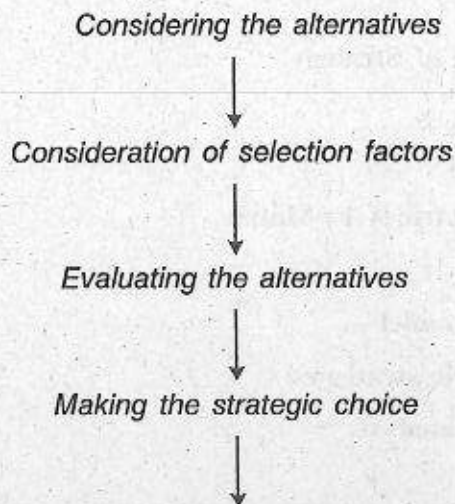 Considering the alternatives
Consideration of selection factors
Evaluating the alternatives
Making the strategic choice